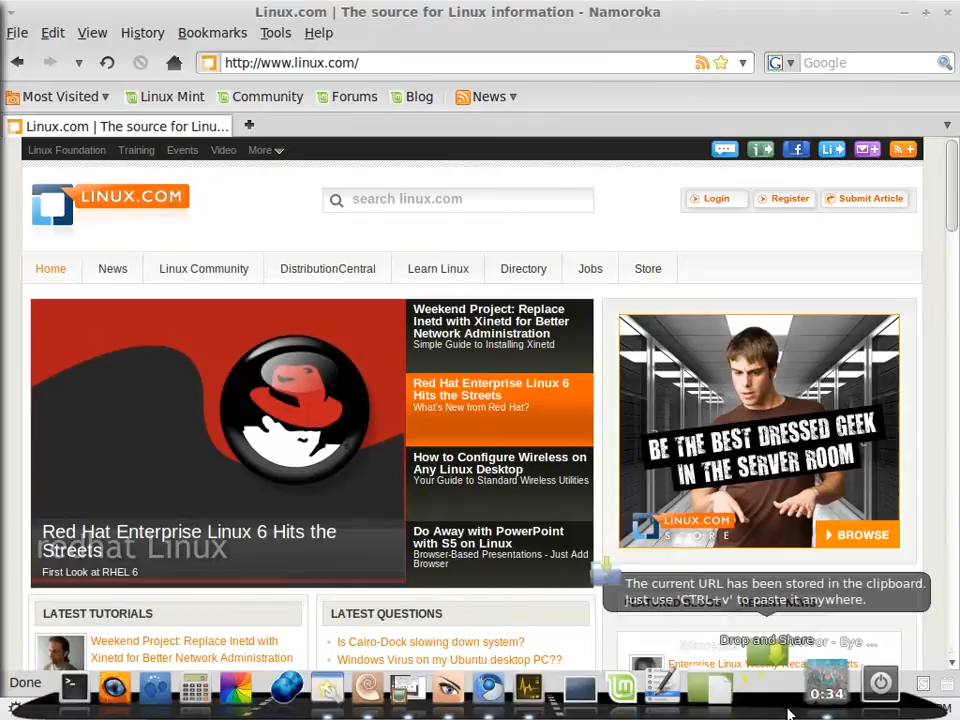 Linux.com | The source for Linux information - Namoroka
File Edit View History Bookmarks Tools Help
http://www.linux.com/
Google
Most Visited Linux Mint Community Forums Blog News
Linux.com | The source for Linu...
Linux Foundation Training Events Video More
LINUX.COM
search linux.com
Login Register Submit Article
Home News Linux Community DistributionCentral Learn Linux Directory Jobs Store
Weekend Project: Replace
Inetd with Xinetd for Better
Network Administration
Simple Guide to Installing Xinetd
Red Hat Enterprise Linux 6
Hits the Streets
What's New from Red Hat?
How to Configure Wireless on
Any Linux Desktop
Your Guide to Standard Wireless Utilities
Do Away with PowerPoint
with S5 on Linux
Browser-Based Presentations - Just Add
Browser
Red Hat Enterprise Linux 6 Hits the
Streets
redhat Linux
First Look at RHEL 6
BE THE BEST DRESSED GEEK
IN THE SERVER ROOM
LINUX.COM
STORE
BROWSE
The current URL has been stored in the clipboard.
Just use 'CTRL+v' to paste it anywhere.
LATEST TUTORIALS
Weekend Project: Replace Inetd with
Xinetd for Better Network Administration
LATEST QUESTIONS
Is Cairo-Dock slowing down system?
Windows Virus on my Ubuntu desktop PC??
Drop and Share
Enterprise Linux
Done
0:34